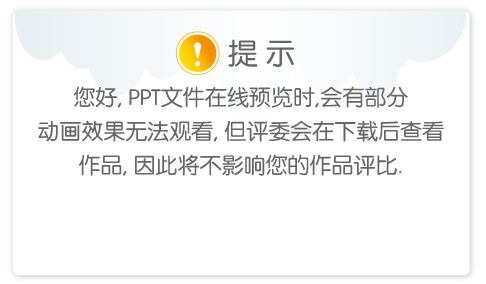 提示
您好, PPT文件在线预览时,会有部分
动画效果无法观看, 但评委会在下载后查看
作品, 因此将不影响您的作品评比.